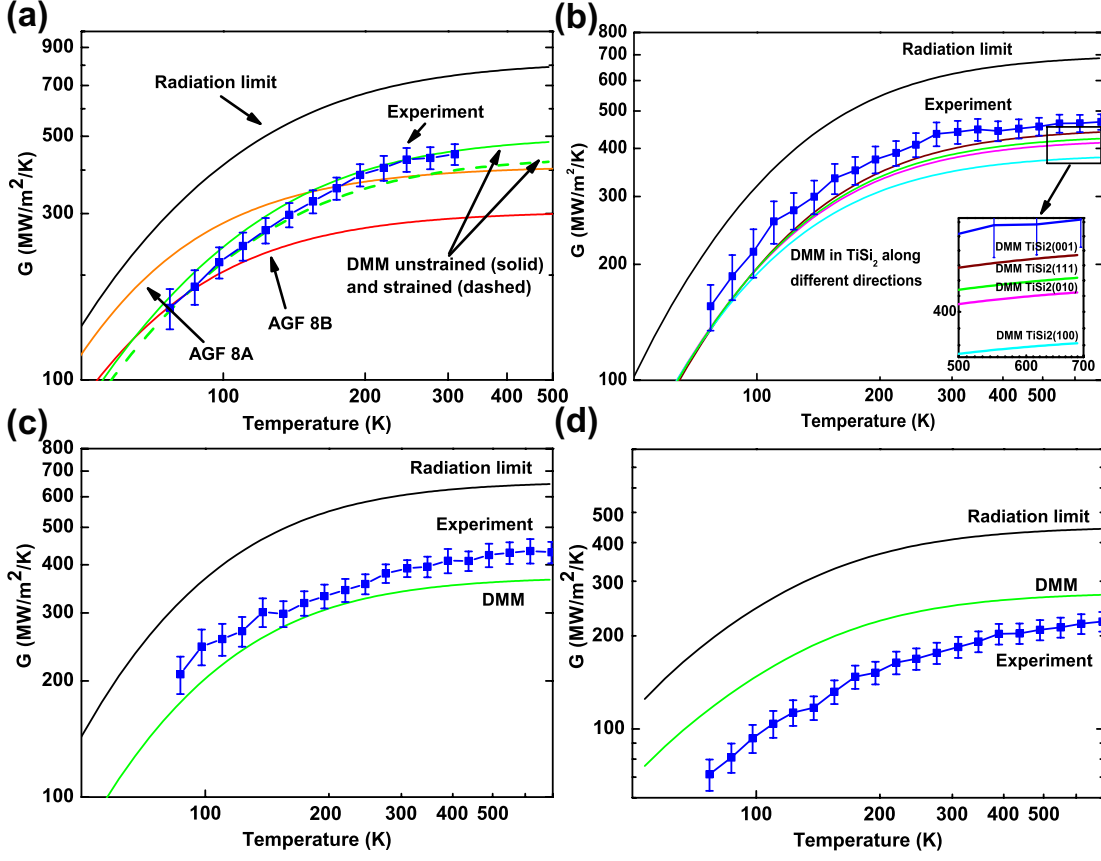 (a)
900
700
500
300
100
G (MW/m²/K)
Radiation limit
Experiment
DMM unstrained (solid)
and strained (dashed)
AGF 8B
AGF 8A
100
200
300
400
500
Temperature (K)
(b)
800
700
600
500
400
300
200
100
G (MW/m²/K)
Radiation limit
Experiment
DMM in TiSi₂ along
different directions
DMM TiSi2(001)
DMM TiSi2(111)
DMM TiSi2(010)
400
DMM TiSi2(100)
500
600
700
100
200
300
400
500
Temperature (K)
(c)
800
700
600
500
400
300
200
100
G (MW/m²/K)
Radiation limit
Experiment
DMM
100
200
300
400
500
Temperature (K)
(d)
500
400
300
200
100
G (MW/m²/K)
Radiation limit
DMM
Experiment
100
200
300
400
500
Temperature (K)